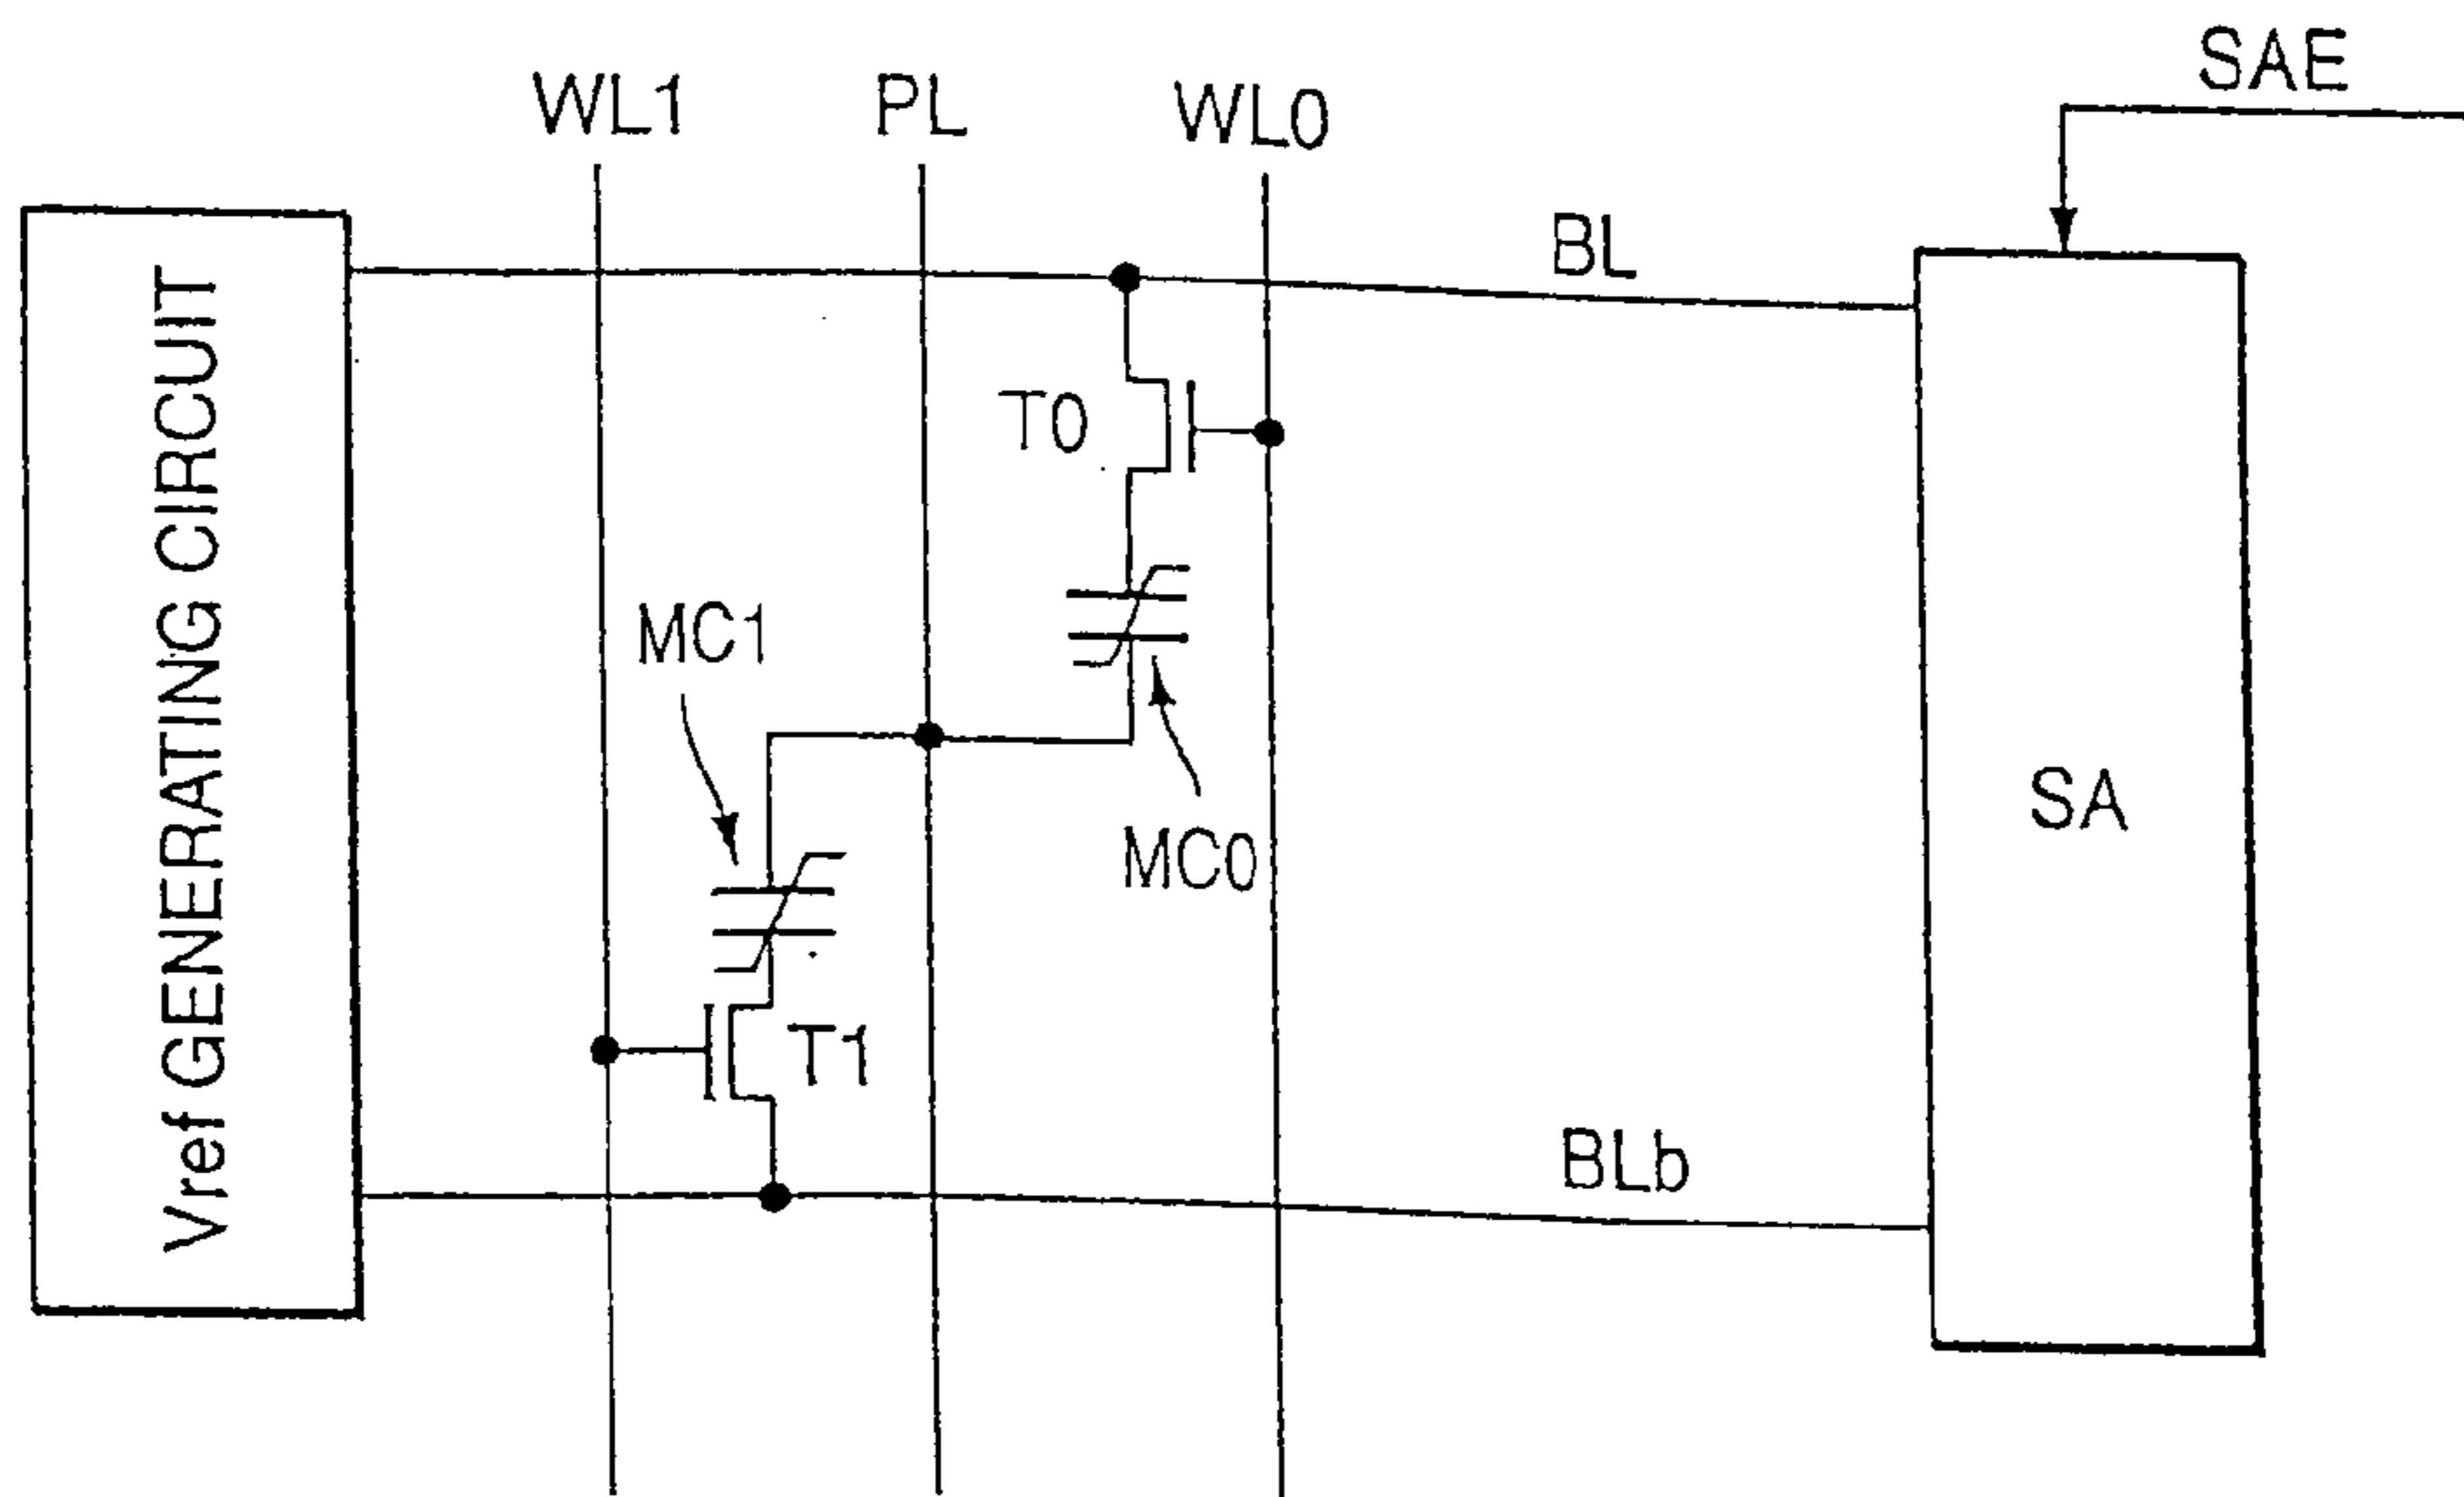 SAE
WL1
PL
WL0
BL
T0
MC1
MC0
SA
T1
BLb
Vref GENERATING CIRCUIT